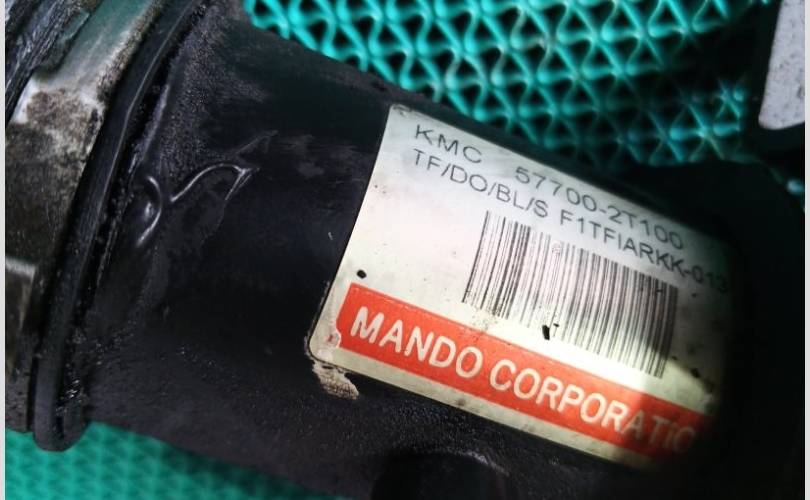 KMC 57700-2T100
TF/DO/BL/S F1TFIARKK-013
MANDO CORPORATIO